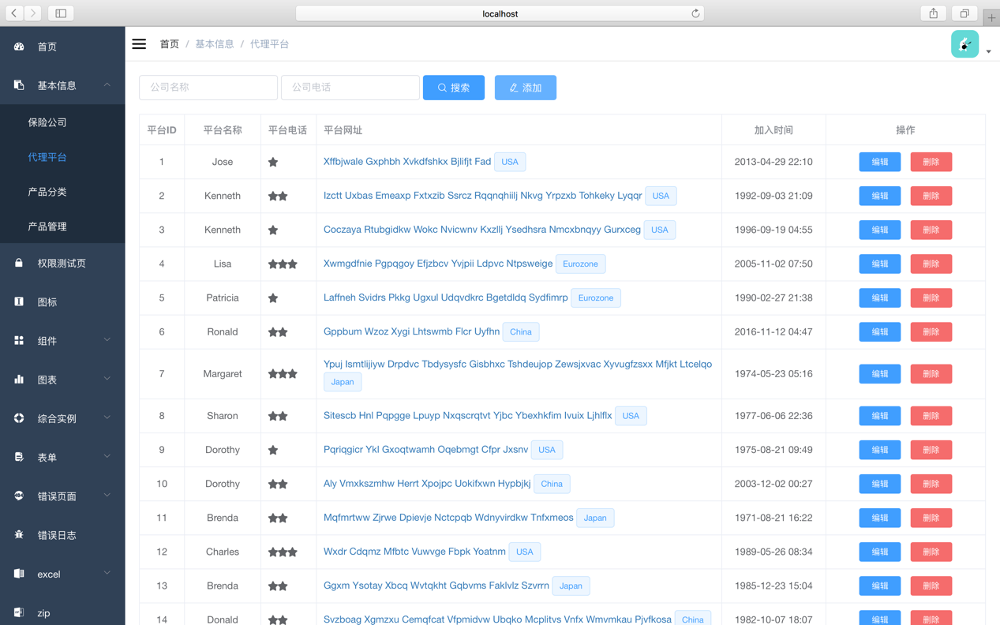 localhost
首页
基本信息
保险公司
代理平台
产品分类
产品管理
权限测试页
图标
组件
图表
综合实例
表单
错误页面
错误日志
excel
zip
首页 / 基本信息 / 代理平台
公司名称 公司电话 搜索 添加
平台ID 平台名称 平台电话 平台网址 加入时间 操作
1 Jose Xffbjwale Gxphbh Xvkdfshkx Bjlifjt Fad USA 2013-04-29 22:10 编辑 删除
2 Kenneth Izctt Uxbas Emeaxp Fxtxzib Ssrcz Rqqnqhiilj Nkvg Yrpzxb Tohkeky Lyqqr USA 1992-09-03 21:09 编辑 删除
3 Kenneth Coczaya Rtubgidkw Wokc Nvicwnv Kxzllj Ysedhsra Nmcxbnqyy Gurxceg USA 1996-09-19 04:55 编辑 删除
4 Lisa Xwmgdfnie Pgpqgoy Efjzbcv Yvjpii Ldpvc Ntpsweige Eurozone 2005-11-02 07:50 编辑 删除
5 Patricia Laffneh Svidrs Pkkg Ugxul Udqvdkrc Bgetdldq Sydfimrp Eurozone 1990-02-27 21:38 编辑 删除
6 Ronald Gppbum Wzoz Xygi Lhtswmb Flcr Uyfhn China 2016-11-12 04:47 编辑 删除
7 Margaret Ypuj Ismtlijiyw Drpdvc Tbdysysfc Gisbhxc Tshdeujop Zewsjxvac Xyvugfzsxx Mfjkt Ltcelqo 1974-05-23 05:16 编辑 删除
Japan
8 Sharon Sitescb Hnl Pqpgge Lpuyp Nxqscrqtvt Yjbc Ybexhkfim Ivuix Ljhlflx USA 1977-06-06 22:36 编辑 删除
9 Dorothy Pqriqgicr Ykl Gxoqtwamh Oqebmgt Cfpr Jxsnv USA 1975-08-21 09:49 编辑 删除
10 Dorothy Aly Vmxkszmhw Herrt Xpojpc Uokifxwn Hypbjkj China 2003-12-02 00:27 编辑 删除
11 Brenda Mqfmrtww Zjrwe Dpievje Nctcpqb Wdnyvirdkw Tnfxmeos Japan 1971-08-21 16:22 编辑 删除
12 Charles Wxdr Cdqmz Mfbtc Vuwvge Fbpk Yoatnm USA 1989-05-26 08:34 编辑 删除
13 Brenda Ggxm Ysotay Xbcq Wvtqkht Gqbvms Faklvlz Szvrrn Japan 1985-12-23 15:04 编辑 删除
14 Donald Svzboag Xgmzxu Cemqfcat Vfpmidvw Ubqko Mcplitvs Vnfx Wmvmkau Pjvfkosa China 1982-10-07 18:07 编辑 删除